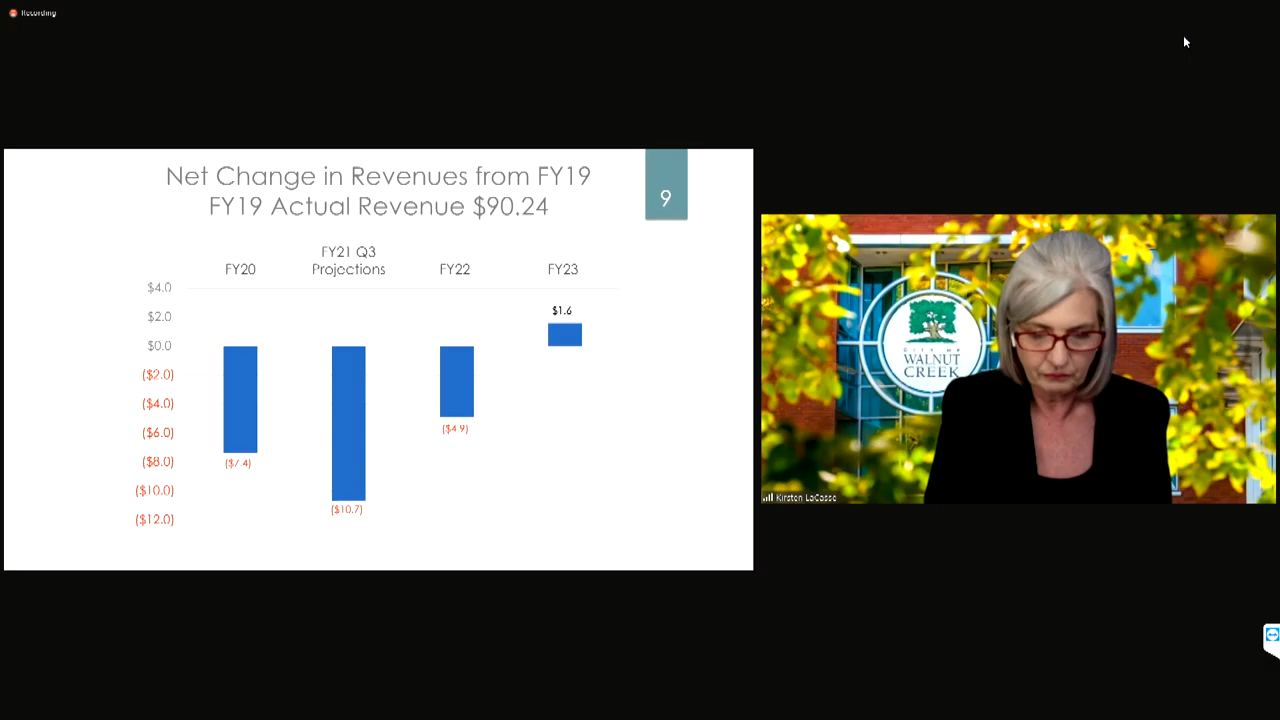 Recording
Net Change in Revenues from FY19
FY19 Actual Revenue $90.24
9
FY20
FY21 Q3
Projections
FY22
FY23
$4.0
$2.0
$0.0
($2.0)
($4.0)
($6.0)
($8.0)
($10.0)
($12.0)
($7.4)
($10.7)
($4.9)
$1.6
CITY OF
WALNUT
CREEK
Kirsten LaCasse